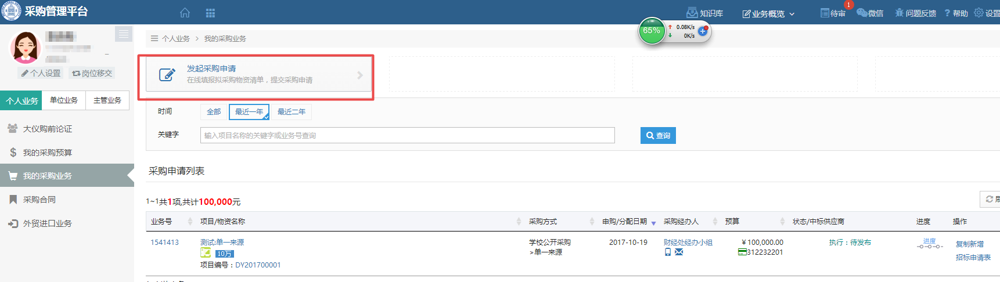 采购管理平台
知识库
业务概览
待审
1
微信
问题反馈
? 帮助
设置
65%
0.08K/s
0K/s
个人设置
岗位移交
个人业务
单位业务
主管业务
大仪购前论证
我的采购预算
我的采购业务
采购合同
外贸进口业务
个人业务 > 我的采购业务
发起采购申请
在线填报拟采购物资清单，提交采购申请
时间 全部 最近一年 最近二年
关键字 输入项目名称的关键字或业务号查询 查询
采购申请列表
1~1共1项,共计100,000元
业务号 项目/物资名称 采购方式 申购/分配日期 采购经办人 预算 状态/中标供应商 进度 操作
1541413 测试:单一来源 学校公开采购 2017-10-19 财经处经办小组 ￥100,000.00 执行：待发布 进度 复制新增
10万 >单一来源 312232201 招标申请表
项目编号：DY201700001